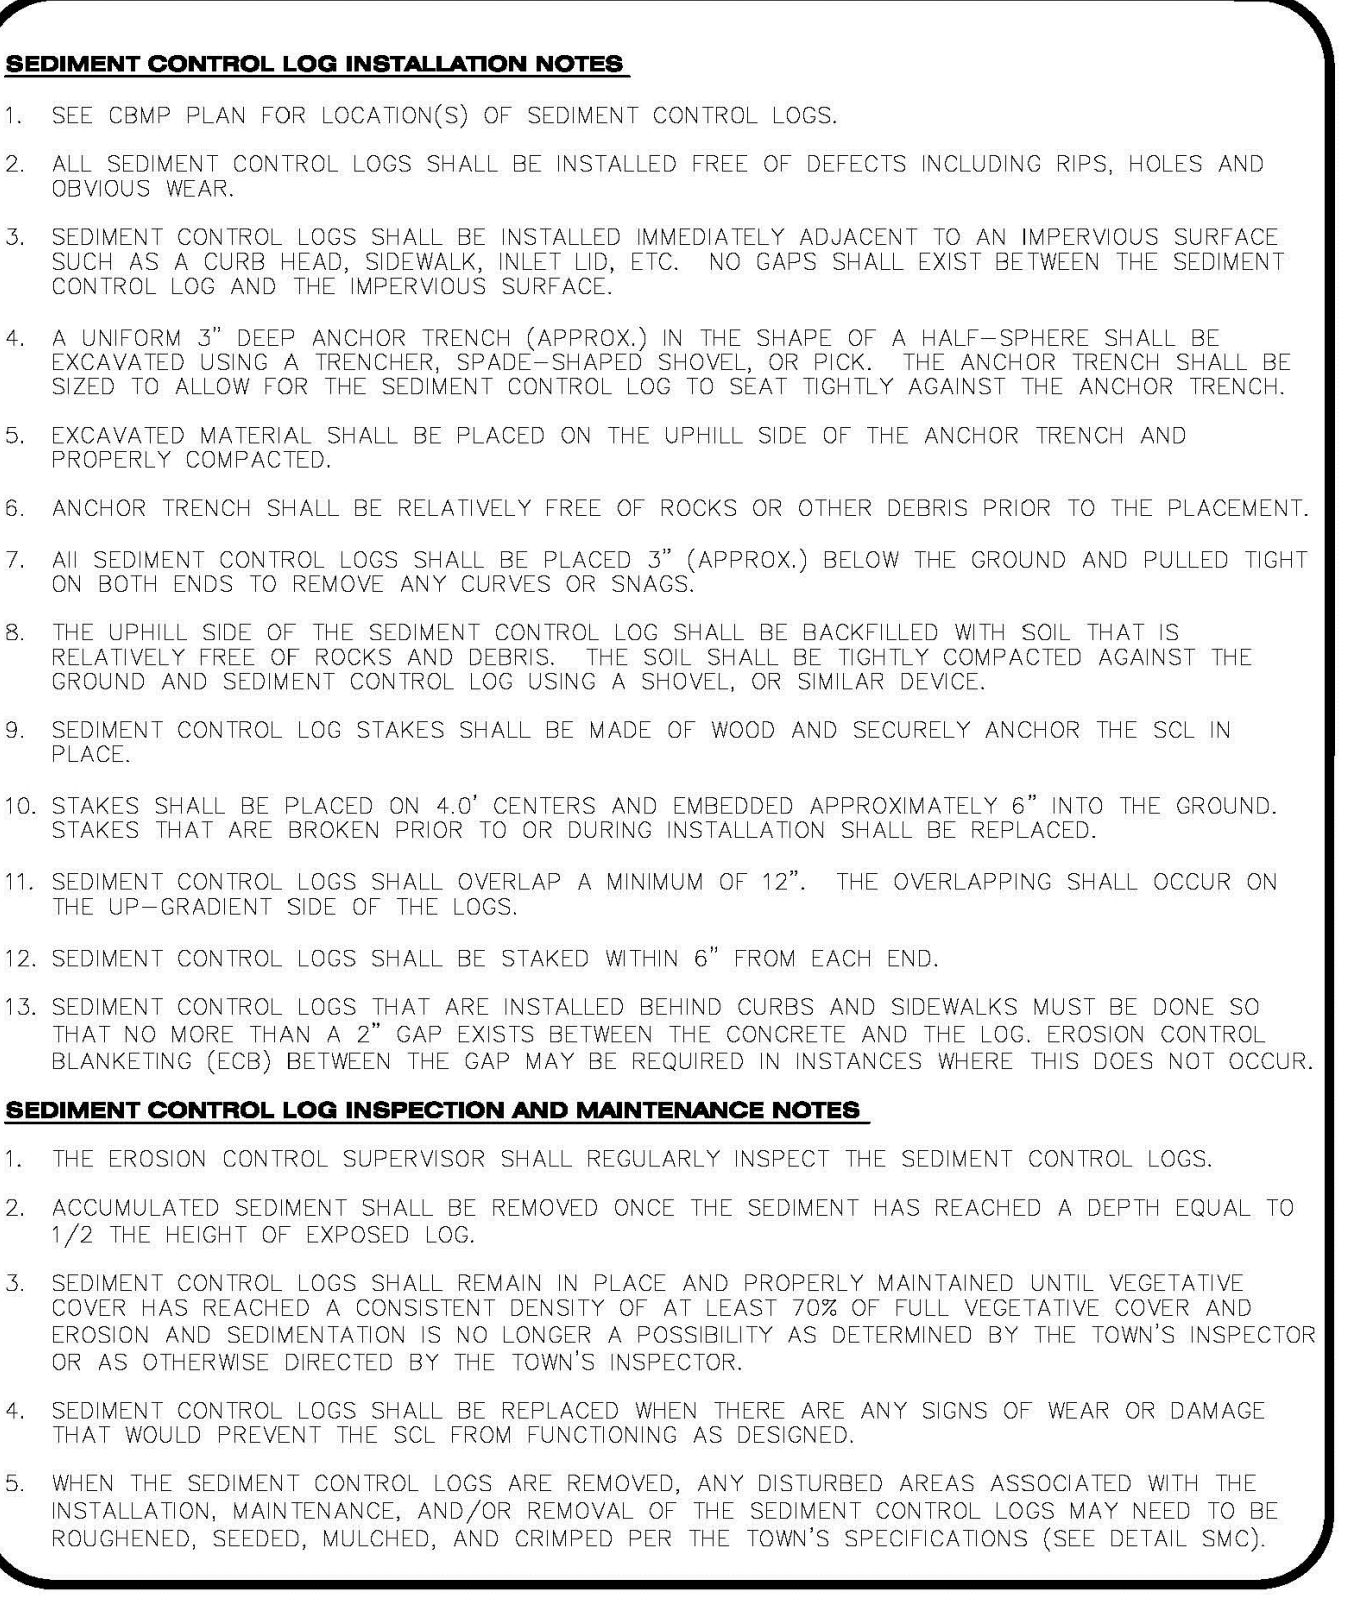 SEDIMENT CONTROL LOG INSTALLATION NOTES
1. SEE CBMP PLAN FOR LOCATION(S) OF SEDIMENT CONTROL LOGS.
2. ALL SEDIMENT CONTROL LOGS SHALL BE INSTALLED FREE OF DEFECTS INCLUDING RIPS, HOLES AND
OBVIOUS WEAR.
3. SEDIMENT CONTROL LOGS SHALL BE INSTALLED IMMEDIATELY ADJACENT TO AN IMPERVIOUS SURFACE
SUCH AS A CURB HEAD, SIDEWALK, INLET LID, ETC. NO GAPS SHALL EXIST BETWEEN THE SEDIMENT
CONTROL LOG AND THE IMPERVIOUS SURFACE.
4. A UNIFORM 3" DEEP ANCHOR TRENCH (APPROX.) IN THE SHAPE OF A HALF-SPHERE SHALL BE
EXCAVATED USING A TRENCHER, SPADE-SHAPED SHOVEL, OR PICK. THE ANCHOR TRENCH SHALL BE
SIZED TO ALLOW FOR THE SEDIMENT CONTROL LOG TO SEAT TIGHTLY AGAINST THE ANCHOR TRENCH.
5. EXCAVATED MATERIAL SHALL BE PLACED ON THE UPHILL SIDE OF THE ANCHOR TRENCH AND
PROPERLY COMPACTED.
6. ANCHOR TRENCH SHALL BE RELATIVELY FREE OF ROCKS OR OTHER DEBRIS PRIOR TO THE PLACEMENT.
7. All SEDIMENT CONTROL LOGS SHALL BE PLACED 3" (APPROX.) BELOW THE GROUND AND PULLED TIGHT
ON BOTH ENDS TO REMOVE ANY CURVES OR SNAGS.
8. THE UPHILL SIDE OF THE SEDIMENT CONTROL LOG SHALL BE BACKFILLED WITH SOIL THAT IS
RELATIVELY FREE OF ROCKS AND DEBRIS. THE SOIL SHALL BE TIGHTLY COMPACTED AGAINST THE
GROUND AND SEDIMENT CONTROL LOG USING A SHOVEL, OR SIMILAR DEVICE.
9. SEDIMENT CONTROL LOG STAKES SHALL BE MADE OF WOOD AND SECURELY ANCHOR THE SCL IN
PLACE.
10. STAKES SHALL BE PLACED ON 4.0' CENTERS AND EMBEDDED APPROXIMATELY 6" INTO THE GROUND.
STAKES THAT ARE BROKEN PRIOR TO OR DURING INSTALLATION SHALL BE REPLACED.
11. SEDIMENT CONTROL LOGS SHALL OVERLAP A MINIMUM OF 12". THE OVERLAPPING SHALL OCCUR ON
THE UP-GRADIENT SIDE OF THE LOGS.
12. SEDIMENT CONTROL LOGS SHALL BE STAKED WITHIN 6" FROM EACH END.
13. SEDIMENT CONTROL LOGS THAT ARE INSTALLED BEHIND CURBS AND SIDEWALKS MUST BE DONE SO
THAT NO MORE THAN A 2" GAP EXISTS BETWEEN THE CONCRETE AND THE LOG. EROSION CONTROL
BLANKETING (ECB) BETWEEN THE GAP MAY BE REQUIRED IN INSTANCES WHERE THIS DOES NOT OCCUR.
SEDIMENT CONTROL LOG INSPECTION AND MAINTENANCE NOTES
1. THE EROSION CONTROL SUPERVISOR SHALL REGULARLY INSPECT THE SEDIMENT CONTROL LOGS.
2. ACCUMULATED SEDIMENT SHALL BE REMOVED ONCE THE SEDIMENT HAS REACHED A DEPTH EQUAL TO
1/2 THE HEIGHT OF EXPOSED LOG.
3. SEDIMENT CONTROL LOGS SHALL REMAIN IN PLACE AND PROPERLY MAINTAINED UNTIL VEGETATIVE
COVER HAS REACHED A CONSISTENT DENSITY OF AT LEAST 70% OF FULL VEGETATIVE COVER AND
EROSION AND SEDIMENTATION IS NO LONGER A POSSIBILITY AS DETERMINED BY THE TOWN'S INSPECTOR
OR AS OTHERWISE DIRECTED BY THE TOWN'S INSPECTOR.
4. SEDIMENT CONTROL LOGS SHALL BE REPLACED WHEN THERE ARE ANY SIGNS OF WEAR OR DAMAGE
THAT WOULD PREVENT THE SCL FROM FUNCTIONING AS DESIGNED.
5. WHEN THE SEDIMENT CONTROL LOGS ARE REMOVED, ANY DISTURBED AREAS ASSOCIATED WITH THE
INSTALLATION, MAINTENANCE, AND/OR REMOVAL OF THE SEDIMENT CONTROL LOGS MAY NEED TO BE
ROUGHENED, SEEDED, MULCHED, AND CRIMPED PER THE TOWN'S SPECIFICATIONS (SEE DETAIL SMC).